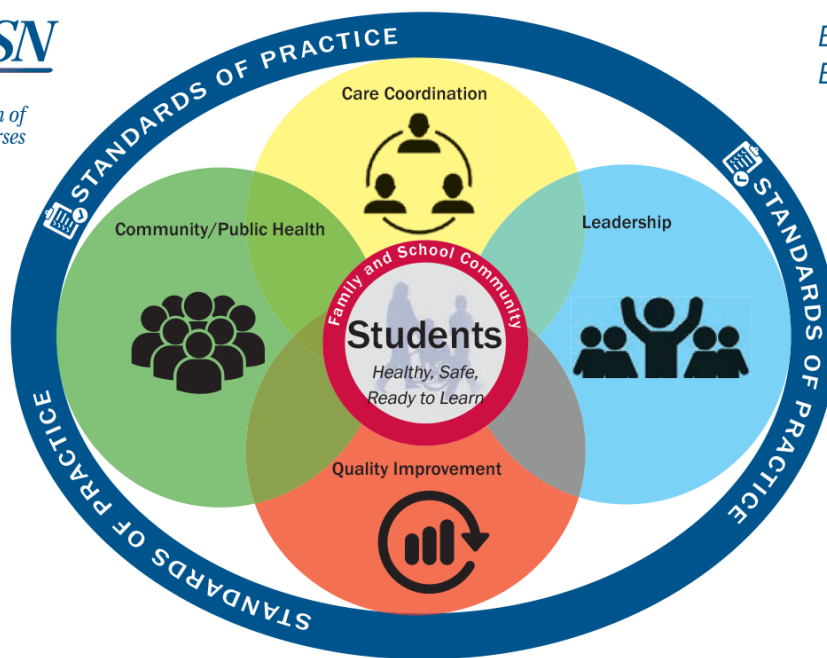 SN
of
rses
STANDARDS OF PRACTICE
Care Coordination
Community/Public Health
Leadership
Family and School Community
Students
Healthy, Safe,
Ready to Learn
Quality Improvement
STANDARDS OF PRACTICE
STANDARDS OF PRACTICE